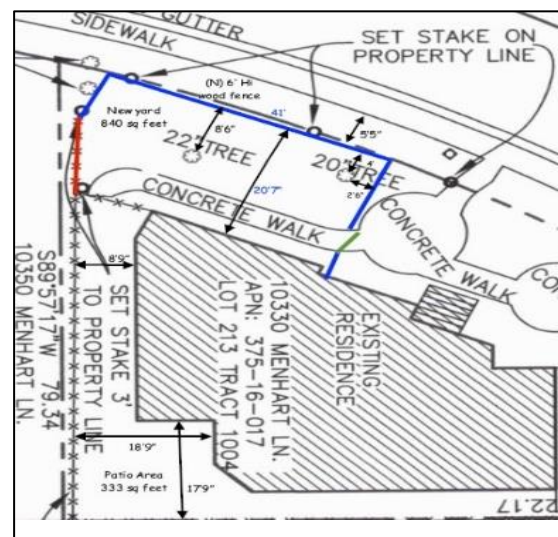 GUTTER
SIDEWALK
SET STAKE ON
PROPERTY LINE
(N) 6' Hi
wood fence
41'
New yard
840 sq feet
8'6"
5'5"
22"TREE
20"TREE
4'
2'6"
20'7"
CONCRETE WALK
CONCRETE WALK
8'9"
S89°57'17"W 79.34
10350 MENHART LN.
SET STAKE 3'
TO PROPERTY LINE
10330 MENHART LN.
APN: 375-16-017
LOT 213 TRACT 1004
EXISTING
RESIDENCE
18'9"
Patio Area
333 sq feet
17'9"
22.17